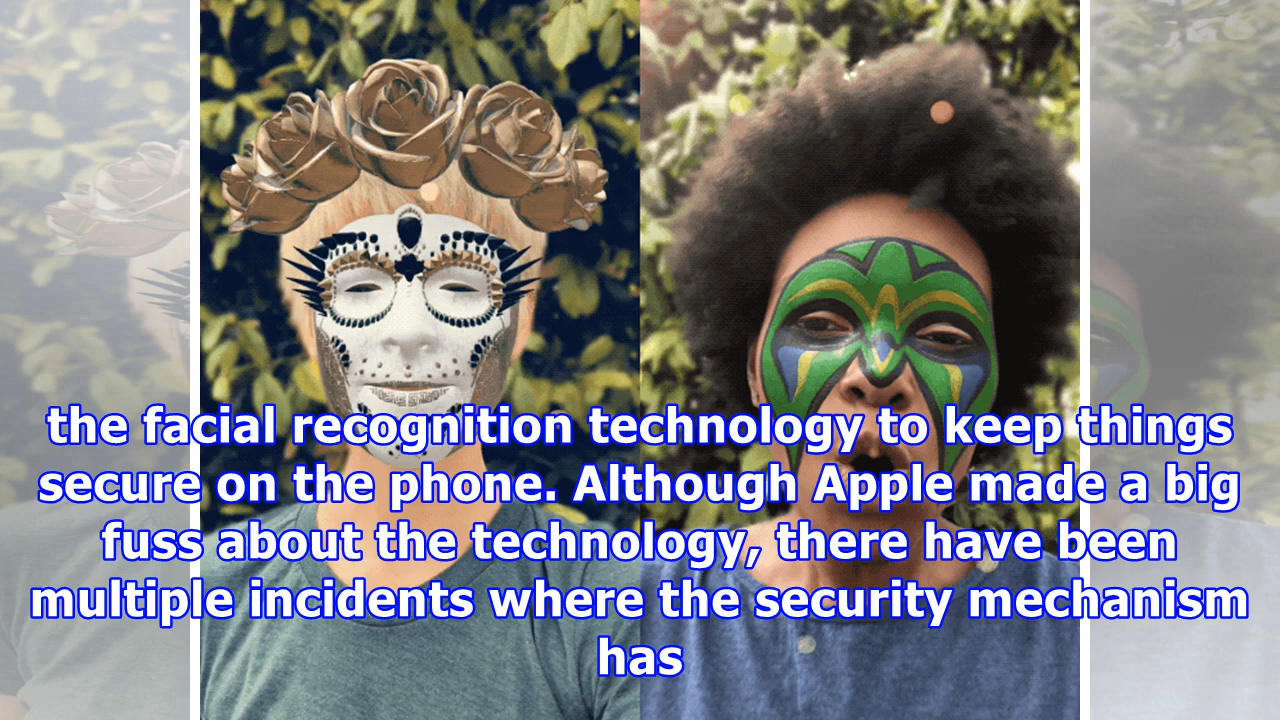 the facial recognition technology to keep things
secure on the phone. Although Apple made a big
fuss about the technology, there have been
multiple incidents where the security mechanism
has